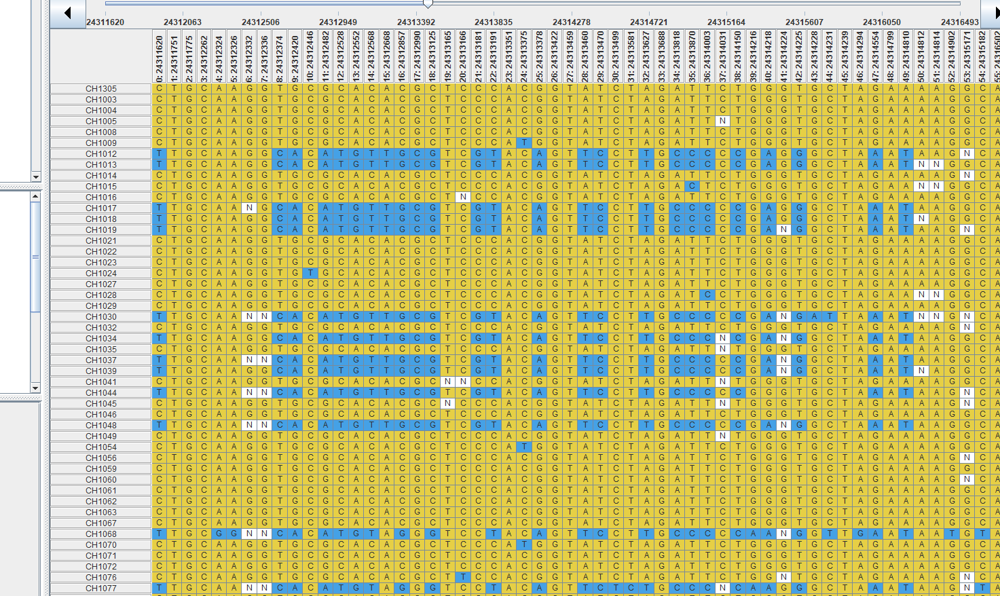 24311620 24312063 24312506 24312949 24313392 24313835 24314278 24314721 24315164 24315607 24316050 24316493
0: 24311620
1: 24311751
2: 24311775
3: 24312262
4: 24312324
5: 24312326
6: 24312332
7: 24312336
8: 24312374
9: 24312420
10: 24312446
11: 24312482
12: 24312528
13: 24312552
14: 24312568
15: 24312668
16: 24312857
17: 24312990
18: 24313125
19: 24313165
20: 24313166
21: 24313181
22: 24313191
23: 24313351
24: 24313375
25: 24313378
26: 24313422
27: 24313459
28: 24313460
29: 24313470
30: 24313499
31: 24313581
32: 24313627
33: 24313688
34: 24313818
35: 24313870
36: 24314003
37: 24314031
38: 24314150
39: 24314216
40: 24314218
41: 24314224
42: 24314225
43: 24314228
44: 24314231
45: 24314239
46: 24314294
47: 24314554
48: 24314799
49: 24314810
50: 24314812
51: 24314814
52: 24314902
53: 24315171
54: 24315182
CH1305 C T G C A A G G T G C G C A C A C G C T C C C A C G G T A T C T A G A T T C T G G G T G C T A G A A A A G G C A
CH1003 C T G C A A G G T G C G C A C A C G C T C C C A C G G T A T C T A G A T T C T G G G T G C T A G A A A A G G C A
CH1004 C T G C A A G G T G C G C A C A C G C T C C C A C G G T A T C T A G A T T C T G G G T G C T A G A A A A G G C A
CH1005 C T G C A A G G T G C G C A C A C G C T C C C A C G G T A T C T A G A T T N T G G G T G C T A G A A A A G G C A
CH1008 C T G C A A G G T G C G C A C A C G C T C C C A C G G T A T C T A G A T T C T G G G T G C T A G A A A A G G C A
CH1009 C T G C A A G G T G C G C A C A C G C T C C C A T G G T A T C T A G A T T C T G G G T G C T A G A A A A G G C A
CH1012 T T G C A A G G C A C A T G T T G C G T C G T A C A G T T C C T T G C C C C C G A G G G C T A A A T A A G N C A
CH1013 T T G C A A G G C A C A T G T T G C G T C G T A C A G T T C C T T G C C C C C G A G G G C T A A A T N N G G C A
CH1014 C T G C A A G G T G C G C A C A C G C T C C C A C G G T A T C T A G A T T C T G G G T G C T A G A A A A G N C A
CH1015 C T G C A A G G T G C G C A C A C G C T C C C A C G G T A T C T A G A C T C T G G G T G C T A G A A N N G G C A
CH1016 C T G C A A G G T G C G C A C A C G C T N C C A C G G T A T C T A G A T T C T G G G T G C T A G A A A A G G C A
CH1017 T T G C A A N G C A C A T G T T G C G T C G T A C A G T T C C T T G C C C C C G A G G G C T A A A T A A G G C A
CH1018 T T G C A A G G C A C A T G T T G C G T C G T A C A G T T C C T T G C C C C C G A G G G C T A A A T N A G G C A
CH1019 T T G C A A G G C A C A T G T T G C G T C G T A C A G T T C C T T G C C C C C G A N G G C T A A A T A A G N C A
CH1021 C T G C A A G G T G C G C A C A C G C T C C C A C G G T A T C T A G A T T C T G G G T G C T A G A A A A G G C A
CH1022 C T G C A A G G T G C G C A C A C G C T C C C A C G G T A T C T A G A T T C T G G G T G C T A G A A A A G G C A
CH1023 C T G C A A G G T G C G C A C A C G C T C C C A C G G T A T C T A G A T T C T G G G T G C T A G A A A A G G C A
CH1024 C T G C A A G G T G T G C A C A C G C T C C C A C G G T A T C T A G A T T C T G G G T G C T A G A A A A G G C A
CH1027 C T G C A A G G T G C G C A C A C G C T C C C A C G G T A T C T A G A T T C T G G G T G C T A G A A A A G G C A
CH1028 C T G C A A G G T G C G C A C A C G C T C C C A C G G T A T C T A G A T C C T G G G T G C T A G A A N N G G C A
CH1029 C T G C A A G G T G C G C A C A C G C T C C C A C G G T A T C T A G A T T C T G G G T G C T A G A A A A G G C A
CH1030 T T G C A A N N C A C A T G T T G C G T C G T A C A G T T C C T T G C C C C C G A N G A T T A A A T N N G N C A
CH1032 C T G C A A G G T G C G C A C A C G C T C C C A C G G T A T C T A G A T T C T G G G T G C T A G A A A A G N C A
CH1034 T T G C A A G G C A C A T G T T G C G T C G T A C A G T T C C T T G C C C N C G A N G G C T A A A T A A G G C A
CH1035 C T G C A A G G T G C G C A C A C G C T C C C A C G G T A T C T A G A T T N T G G G T G C T A G A A A A G G C A
CH1037 T T G C A A N N C A C A T G T T G C G T C G T A C A G T T C C T T G C C C C C G A N G G C T A A A T A A G G C A
CH1039 T T G C A A G G C A C A T G T T G C G T C G T A C A G T T C C T T G C C C C C G A N G G C T A A A T N A G G C A
CH1041 C T G C A A G G T G C G C A C A C G C N N C C A C G G T A T C T A G A T T N T G G G T G C T A G A A A A G G C A
CH1044 T T G C A A N N C A C A T G T T G C G T C G T A C A G T T C C T T G C C C C C G G G T G C T A A A T A A G N C A
CH1045 C T G C A A G G T G C G C A C A C G C N C C C A C G G T A T C T A G A T T N T G G G T G C T A G A A A A G N C A
CH1046 C T G C A A G G T G C G C A C A C G C T C C C A C G G T A T C T A G A T T C T G G G T G C T A G A A A A G G C A
CH1048 T T G C A A N N C A C A T G T T G C G T C G T A C A G T T C C T T G C C C C C G A N G G C T A A A T A A G G C A
CH1049 C T G C A A G G T G C G C A C A C G C T C C C A C G G T A T C T A G A T T N T G G G T G C T A G A A A A G G C A
CH1054 C T G C A A G G T G C G C A C A C G C T C C C A T G G T A T C T A G A T T C T G G G T G C T A G A A A A G G C A
CH1056 C T G C A A G G T G C G C A C A C G C T C C C A C G G T A T C T A G A T T C T G G G T G C T A G A A A A G N C A
CH1059 C T G C A A G G T G C G C A C A C G C T C C C A C G G T A T C T A G A T T C T G G G T G C T A G A A A A G G C A
CH1060 C T G C A A G G T G C G C A C A C G C T C C C A C G G T A T C T A G A T T C T G G G T G C T A G A A A A G N C A
CH1061 C T G C A A G G T G C G C A C A C G C T C C C A C G G T A T C T A G A T T C T G G G T G C T A G A A A A G G C A
CH1062 C T G C A A G G T G C G C A C A C G C T C C C A C G G T A T C T A G A T T C T G G G T G C T A G A A A A G G C A
CH1063 C T G C A A G G T G C G C A C A C G C T C C C A C G G T A T C T A G A T T C T G G G T G C T A G A A A A G G C A
CH1067 C T G C A A G G T G C G C A C A C G C T C C C A C G G T A T C T A G A T T C T G G G T G C T A G A A A A G G C A
CH1068 T T G C G G N N C A C A T G T A G G G T C C T A C A G T T C C T T G C C C C C A A N G G T T G A A T A A T G T A
CH1070 C T G C A A G G T G C G C A C A C G C T C C C A T G G T A T C T A G A T T C T G G G T G C T A G A A A A G G C A
CH1071 C T G C A A G G T G C G C A C A C G C T C C C A C G G T A T C T A G A T T C T G G G T G C T A G A A A A G G C A
CH1072 C T G C A A G G T G C G C A C A C G C T C C C A C G G T A T C T A G A T T C T G G G T G C T A G A A A A G G C A
CH1076 C T G C A A G G T G C G C A C A C G C T T C C A C G G T A T C T A G A T T C T G G N T G C T A G A A A A G N C A
CH1077 T T G C A A N N C A C A T G T A G G G T C C T A C A G T T C T C T G C C C N C A A G G G C T A A A T A A G N T A